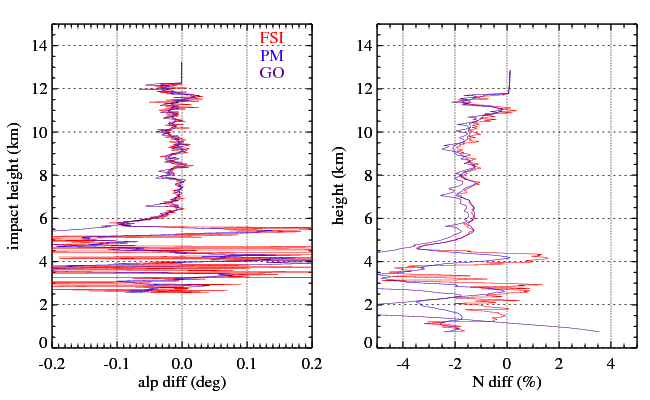 14
12
10
8
6
4
2
0
impact height (km)
-0.2 -0.1 0.0 0.1 0.2
alp diff (deg)
FSI
PM
GO
14
12
10
8
6
4
2
0
height (km)
-4 -2 0 2 4
N diff (%)